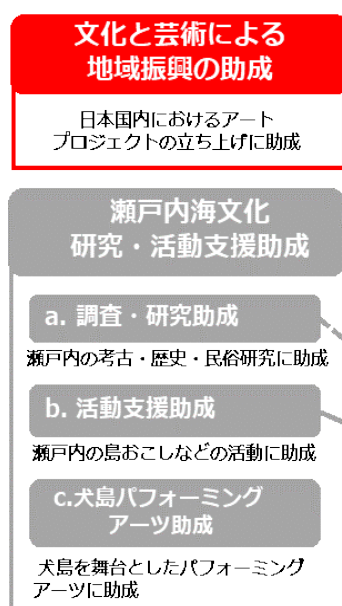 文化と芸術による
地域振興の助成
日本国内におけるアート
プロジェクトの立ち上げに助成
瀬戸内海文化
研究・活動支援助成
a. 調査・研究助成
瀬戸内の考古・歴史・民俗研究に助成
b. 活動支援助成
瀬戸内の島おこしなどの活動に助成
c.犬島パフォーミング
アーツ助成
犬島を舞台としたパフォーミング
アーツに助成